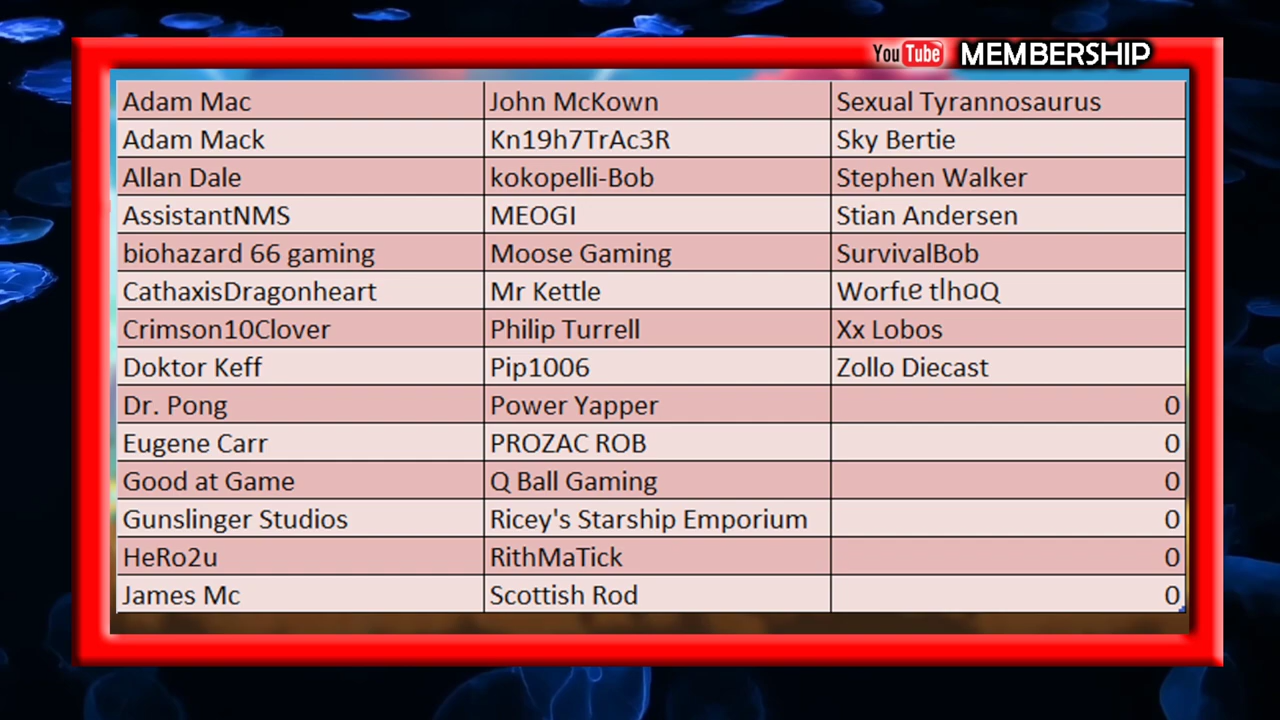 YouTube MEMBERSHIP
Adam Mac John McKown Sexual Tyrannosaurus
Adam Mack Kn19h7TrAc3R Sky Bertie
Allan Dale kokopelli-Bob Stephen Walker
AssistantNMS MEOGI Stian Andersen
biohazard 66 gaming Moose Gaming SurvivalBob
CathaxisDragonheart Mr Kettle Worfɩҽ tlhαQ
Crimson10Clover Philip Turrell Xx Lobos
Doktor Keff Pip1006 Zollo Diecast
Dr. Pong Power Yapper 0
Eugene Carr PROZAC ROB 0
Good at Game Q Ball Gaming 0
Gunslinger Studios Ricey's Starship Emporium 0
HeRo2u RithMaTick 0
James Mc Scottish Rod 0